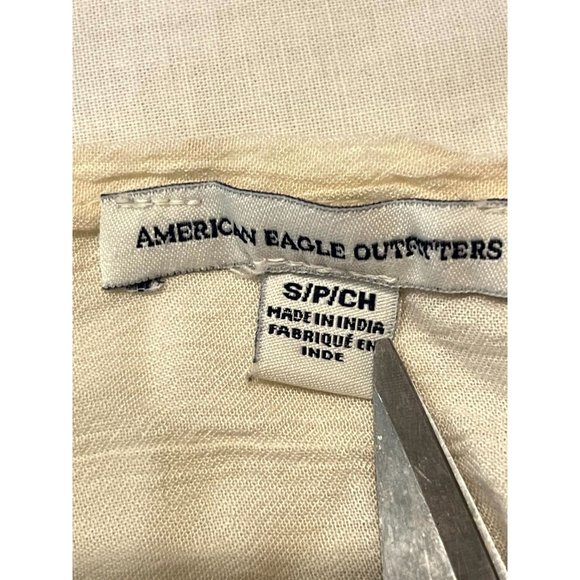 AMERICAN EAGLE OUTFITTERS
S/P/CH
MADE IN INDIA
FABRIQUÉ EN
INDE